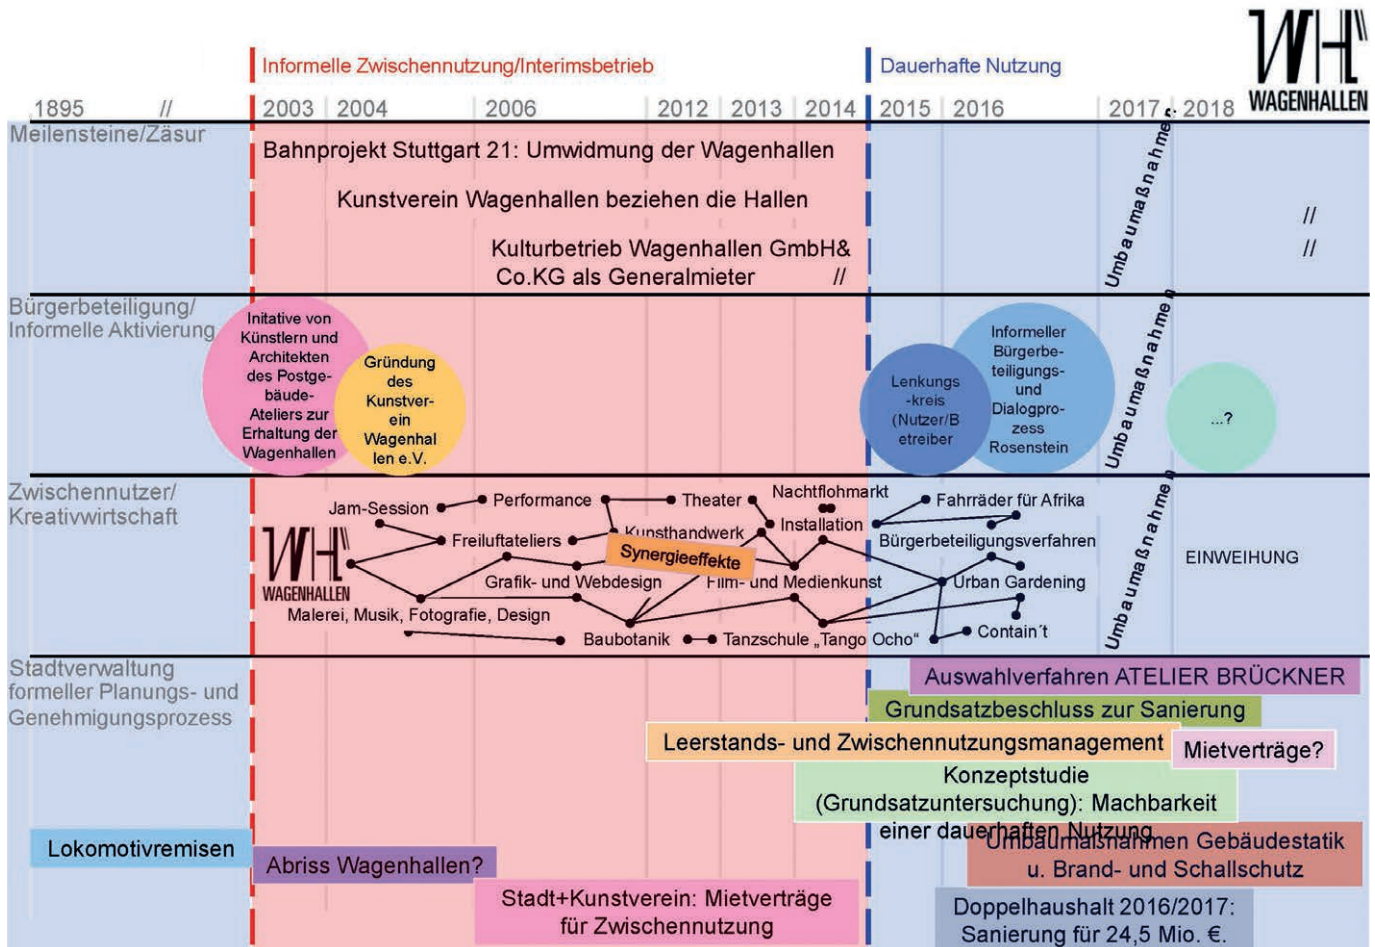 WAGENHALLEN
Informelle Zwischennutzung/Interimsbetrieb
Dauerhafte Nutzung
1895 // 2003 2004 2006 2012 2013 2014 2015 2016 2017 2018
Meilensteine/Zäsur
Bahnprojekt Stuttgart 21: Umwidmung der Wagenhallen
Kunstverein Wagenhallen beziehen die Hallen
//
Kulturbetrieb Wagenhallen GmbH&
Co.KG als Generalmieter //
//
Umbaumaßnahmen
Bürgerbeteiligung/
Informelle Aktivierung
Initative von
Künstlern und
Architekten
des Postge-
bäude-
Ateliers zur
Erhaltung der
Wagenhallen
Gründung
des
Kunstver-
ein
Wagenhal
len e.V.
Lenkungs
-kreis
(Nutzer/B
etreiber
Informeller
Bürgerbe-
teiligungs-
und
Dialogpro-
zess
Rosenstein
Umbaumaßnahmen
...?
Zwischennutzer/
Kreativwirtschaft
WAGENHALLEN
Jam-Session
Performance
Theater
Nachtflohmarkt
Fahrräder für Afrika
Freiluftateliers
Kunsthandwerk
Installation
Bürgerbeteiligungsverfahren
Synergieeffekte
Grafik- und Webdesign
Film- und Medienkunst
Urban Gardening
Malerei, Musik, Fotografie, Design
Baubotanik
Tanzschule „Tango Ocho“
Contain´t
Umbaumaßnahmen
EINWEIHUNG
Stadtverwaltung
formeller Planungs- und
Genehmigungsprozess
Auswahlverfahren ATELIER BRÜCKNER
Grundsatzbeschluss zur Sanierung
Leerstands- und Zwischennutzungsmanagement
Mietverträge?
Konzeptstudie
(Grundsatzuntersuchung): Machbarkeit
einer dauerhaften Nutzung
Lokomotivremisen
Abriss Wagenhallen?
Umbaumaßnahmen Gebäudestatik
u. Brand- und Schallschutz
Stadt+Kunstverein: Mietverträge
für Zwischennutzung
Doppelhaushalt 2016/2017:
Sanierung für 24,5 Mio. €.